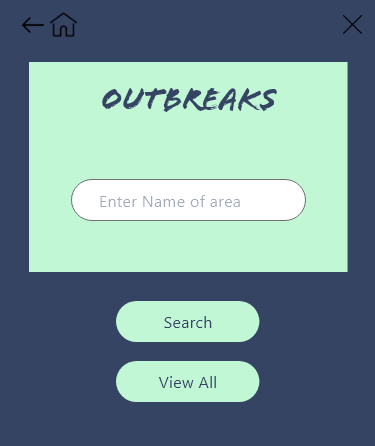 OUTBREAKS
Enter Name of area
Search
View All